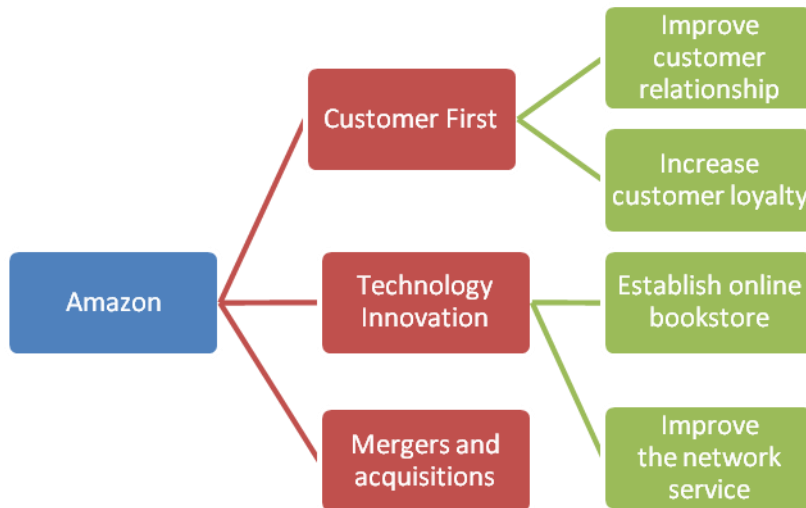 Amazon
Customer First
Improve
customer
relationship
Increase
customer loyalty
Technology
Innovation
Establish online
bookstore
Improve
the network
service
Mergers and
acquisitions